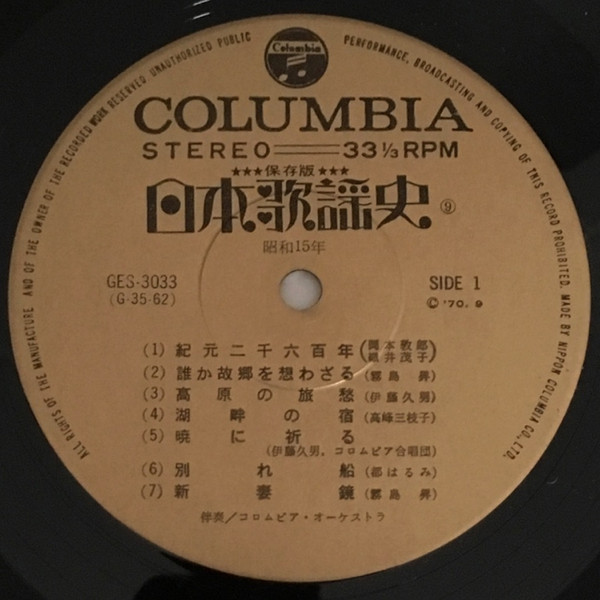 ALL RIGHTS OF THE MANUFACTURE AND OF THE OWNER OF THE RECORDED WORK RESERVED UNAUTHORIZED PUBLIC PERFORMANCE, BROADCASTING AND COPYING OF THIS RECORD PROHIBITED. MADE BY NIPPON COLUMBIA CO., LTD.
Columbia
COLUMBIA
STEREO 33 1/3 RPM
★★★保存版★★★
日本歌謡史 ⑨
昭和15年
GES-3033
(G・35・62)
SIDE 1
© '70. 9
(1) 紀元二千六百年 (岡本敦郎 碓井茂子)
(2) 誰か故郷を想わざる (霧島 昇)
(3) 高原の旅愁 (伊藤久男)
(4) 湖畔の宿 (高峰三枝子)
(5) 暁に祈る
(伊藤久男、コロムビア合唱団)
(6) 別れ船 (都はるみ)
(7) 新妻鏡 (霧島 昇)
伴奏/コロムビア・オーケストラ